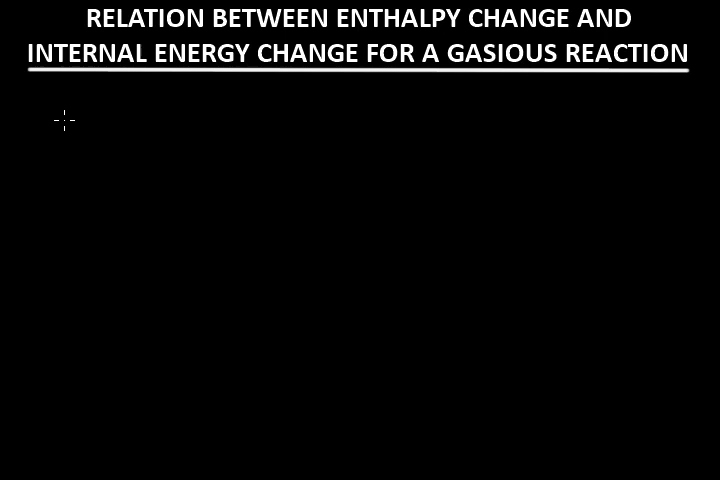 RELATION BETWEEN ENTHALPY CHANGE AND
INTERNAL ENERGY CHANGE FOR A GASIOUS REACTION